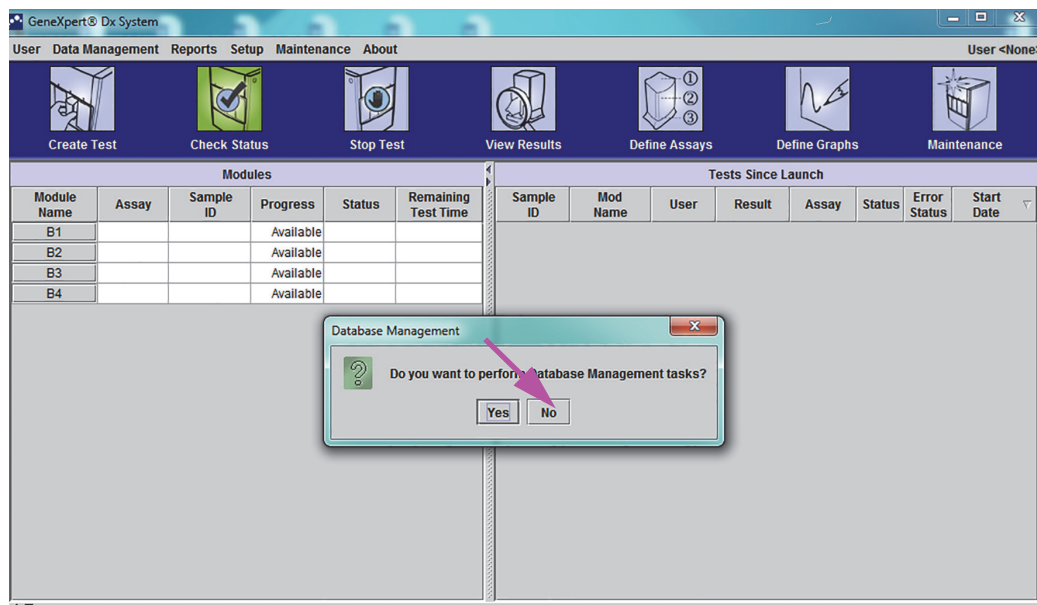 GeneXpert® Dx System
User Data Management Reports Setup Maintenance About User <None>
Create Test Check Status Stop Test View Results Define Assays Define Graphs Maintenance
Modules Tests Since Launch
Module Name Assay Sample ID Progress Status Remaining Test Time Sample ID Mod Name User Result Assay Status Error Status Start Date
B1 Available
B2 Available
B3 Available
B4 Available
Database Management
Do you want to perform Database Management tasks?
Yes No